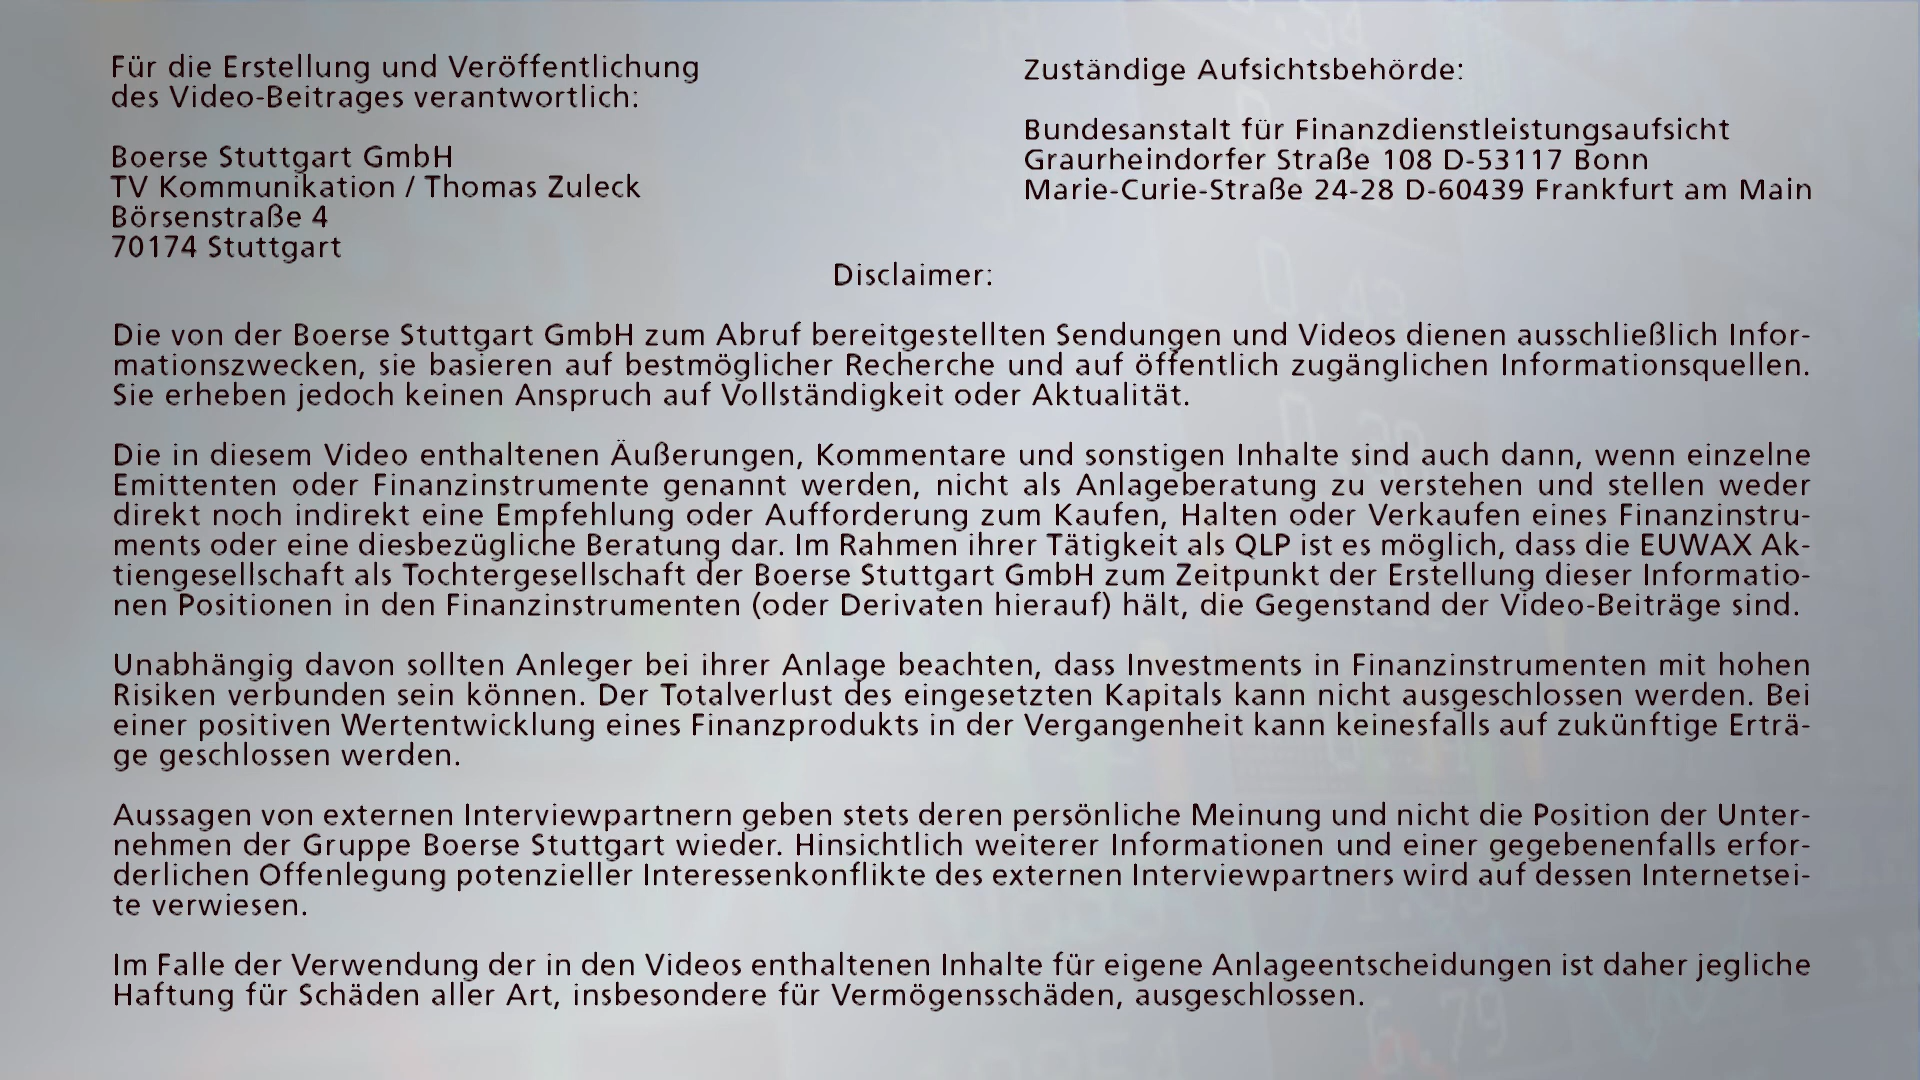 Für die Erstellung und Veröffentlichung
des Video-Beitrages verantwortlich:
Boerse Stuttgart GmbH
TV Kommunikation / Thomas Zuleck
Börsenstraße 4
70174 Stuttgart
Zuständige Aufsichtsbehörde:
Bundesanstalt für Finanzdienstleistungsaufsicht
Graurheindorfer Straße 108 D-53117 Bonn
Marie-Curie-Straße 24-28 D-60439 Frankfurt am Main
Disclaimer:
Die von der Boerse Stuttgart GmbH zum Abruf bereitgestellten Sendungen und Videos dienen ausschließlich Infor-
mationszwecken, sie basieren auf bestmöglicher Recherche und auf öffentlich zugänglichen Informationsquellen.
Sie erheben jedoch keinen Anspruch auf Vollständigkeit oder Aktualität.
Die in diesem Video enthaltenen Äußerungen, Kommentare und sonstigen Inhalte sind auch dann, wenn einzelne
Emittenten oder Finanzinstrumente genannt werden, nicht als Anlageberatung zu verstehen und stellen weder
direkt noch indirekt eine Empfehlung oder Aufforderung zum Kaufen, Halten oder Verkaufen eines Finanzinstru-
ments oder eine diesbezügliche Beratung dar. Im Rahmen ihrer Tätigkeit als QLP ist es möglich, dass die EUWAX Ak-
tiengesellschaft als Tochtergesellschaft der Boerse Stuttgart GmbH zum Zeitpunkt der Erstellung dieser Informatio-
nen Positionen in den Finanzinstrumenten (oder Derivaten hierauf) hält, die Gegenstand der Video-Beiträge sind.
Unabhängig davon sollten Anleger bei ihrer Anlage beachten, dass Investments in Finanzinstrumenten mit hohen
Risiken verbunden sein können. Der Totalverlust des eingesetzten Kapitals kann nicht ausgeschlossen werden. Bei
einer positiven Wertentwicklung eines Finanzprodukts in der Vergangenheit kann keinesfalls auf zukünftige Erträ-
ge geschlossen werden.
Aussagen von externen Interviewpartnern geben stets deren persönliche Meinung und nicht die Position der Unter-
nehmen der Gruppe Boerse Stuttgart wieder. Hinsichtlich weiterer Informationen und einer gegebenenfalls erfor-
derlichen Offenlegung potenzieller Interessenkonflikte des externen Interviewpartners wird auf dessen Internetsei-
te verwiesen.
Im Falle der Verwendung der in den Videos enthaltenen Inhalte für eigene Anlageentscheidungen ist daher jegliche
Haftung für Schäden aller Art, insbesondere für Vermögensschäden, ausgeschlossen.